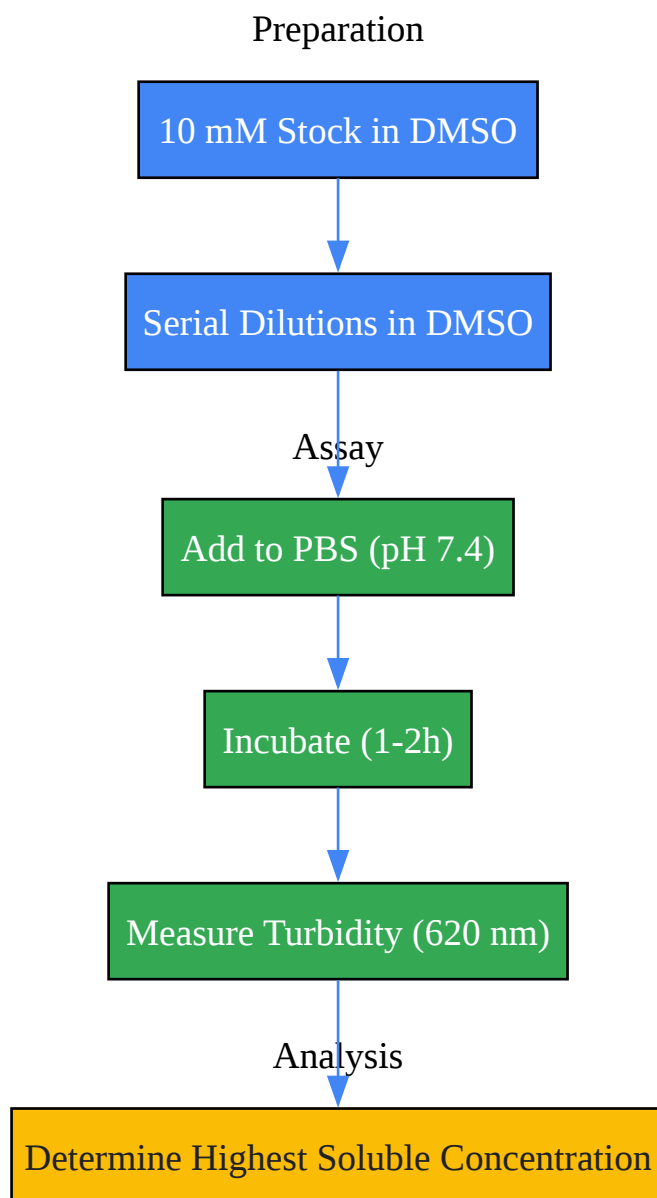 Preparation
10 mM Stock in DMSO
Serial Dilutions in DMSO
Assay
Add to PBS (pH 7.4)
Incubate (1-2h)
Measure Turbidity (620 nm)
Analysis
Determine Highest Soluble Concentration